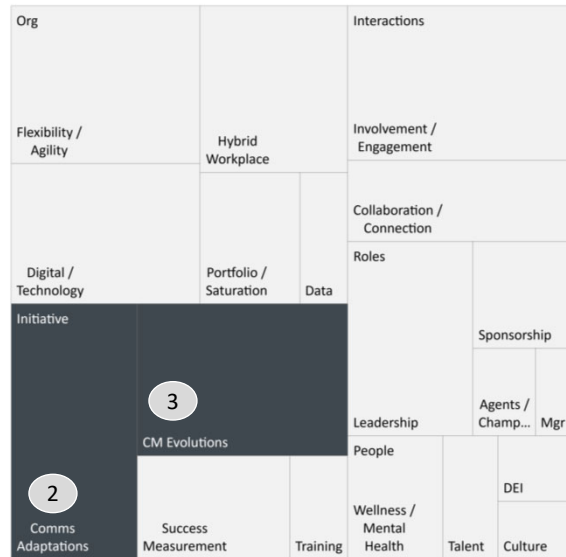 Org
Flexibility /
Agility
Hybrid
Workplace
Digital /
Technology
Portfolio /
Saturation
Data
Interactions
Involvement /
Engagement
Collaboration /
Connection
Initiative
2
Comms
Adaptations
3
CM Evolutions
Success
Measurement
Training
Roles
Leadership
Sponsorship
Agents /
Champ...
Mgr
People
Wellness /
Mental
Health
Talent
DEI
Culture